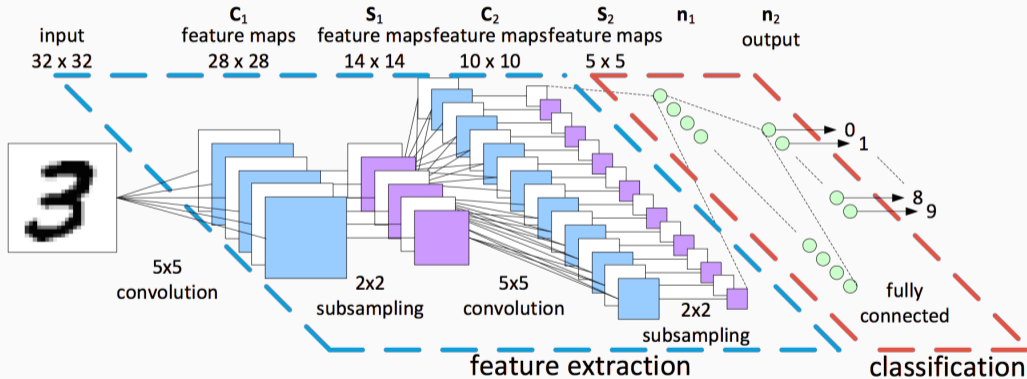 input
32 x 32
C1
feature maps
28 x 28
S1
feature maps
14 x 14
C2
feature maps
10 x 10
S2
feature maps
5 x 5
n1
n2
output
3
0
1
8
9
5x5
convolution
2x2
subsampling
5x5
convolution
2x2
subsampling
fully
connected
feature extraction
classification